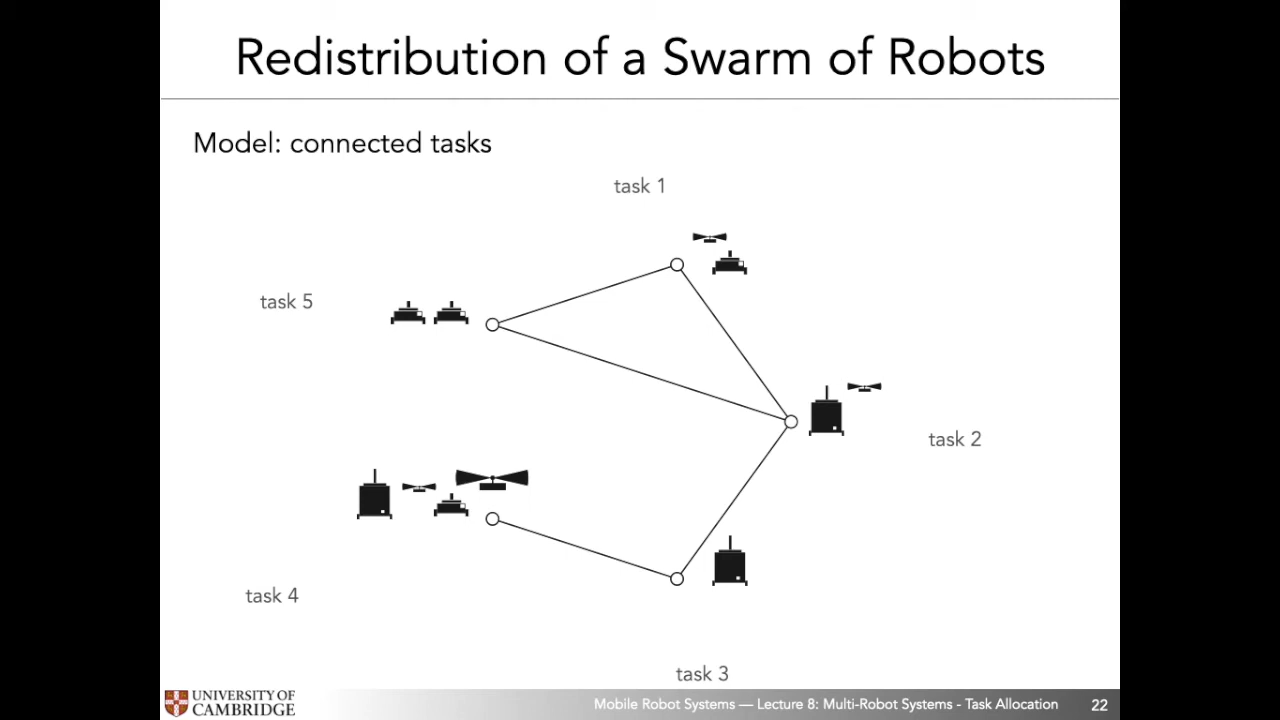 Redistribution of a Swarm of Robots
Model: connected tasks
task 1
task 5
task 2
task 4
task 3
UNIVERSITY OF
CAMBRIDGE
Mobile Robot Systems — Lecture 8: Multi-Robot Systems - Task Allocation
22